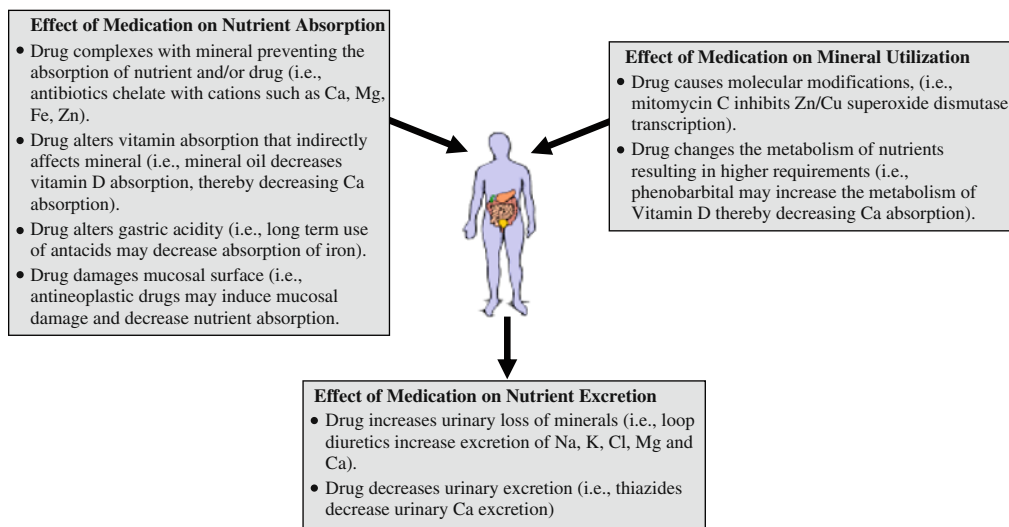 Effect of Medication on Nutrient Absorption
• Drug complexes with mineral preventing the
absorption of nutrient and/or drug (i.e.,
antibiotics chelate with cations such as Ca, Mg,
Fe, Zn).
• Drug alters vitamin absorption that indirectly
affects mineral (i.e., mineral oil decreases
vitamin D absorption, thereby decreasing Ca
absorption).
• Drug alters gastric acidity (i.e., long term use
of antacids may decrease absorption of iron).
• Drug damages mucosal surface (i.e.,
antineoplastic drugs may induce mucosal
damage and decrease nutrient absorption.
Effect of Medication on Mineral Utilization
• Drug causes molecular modifications, (i.e.,
mitomycin C inhibits Zn/Cu superoxide dismutase
transcription).
• Drug changes the metabolism of nutrients
resulting in higher requirements (i.e.,
phenobarbital may increase the metabolism of
Vitamin D thereby decreasing Ca absorption).
Effect of Medication on Nutrient Excretion
• Drug increases urinary loss of minerals (i.e., loop
diuretics increase excretion of Na, K, Cl, Mg and
Ca).
• Drug decreases urinary excretion (i.e., thiazides
decrease urinary Ca excretion)